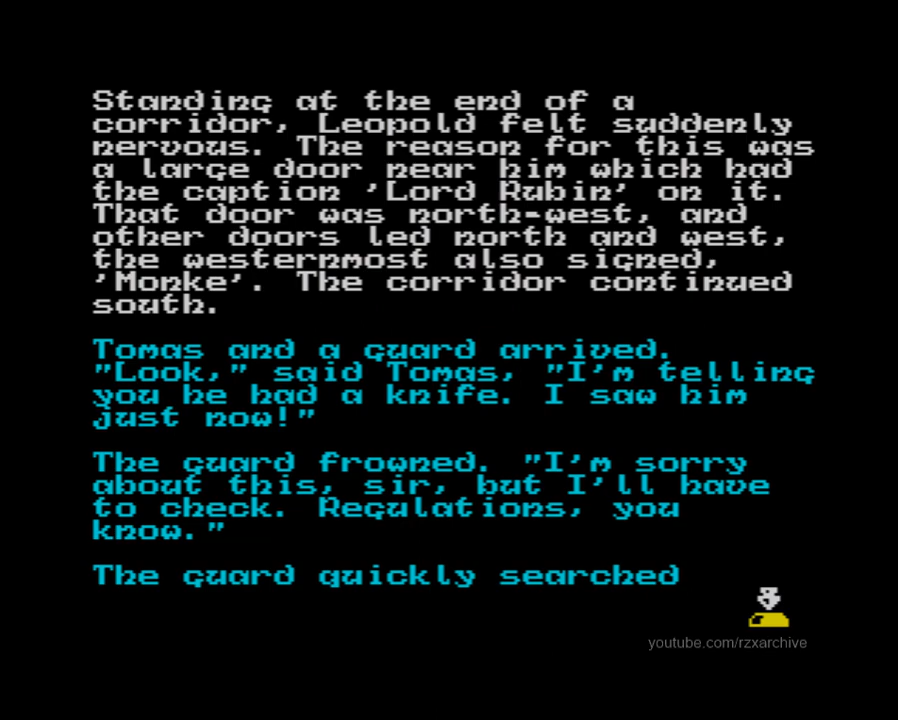 Standing at the end of a
corridor, Leopold felt suddenly
nervous. The reason for this was
a large door near him which had
the caption 'Lord Rubin' on it.
That door was north-west, and
other doors led north and west,
the westernmost also signed,
'Monke'. The corridor continued
south.
Tomas and a guard arrived.
"Look," said Tomas, "I'm telling
you he had a knife. I saw him
just now!"
The guard frowned. "I'm sorry
about this, sir, but I'll have
to check. Regulations, you
know."
The guard quickly searched
youtube.com/rzxarchive